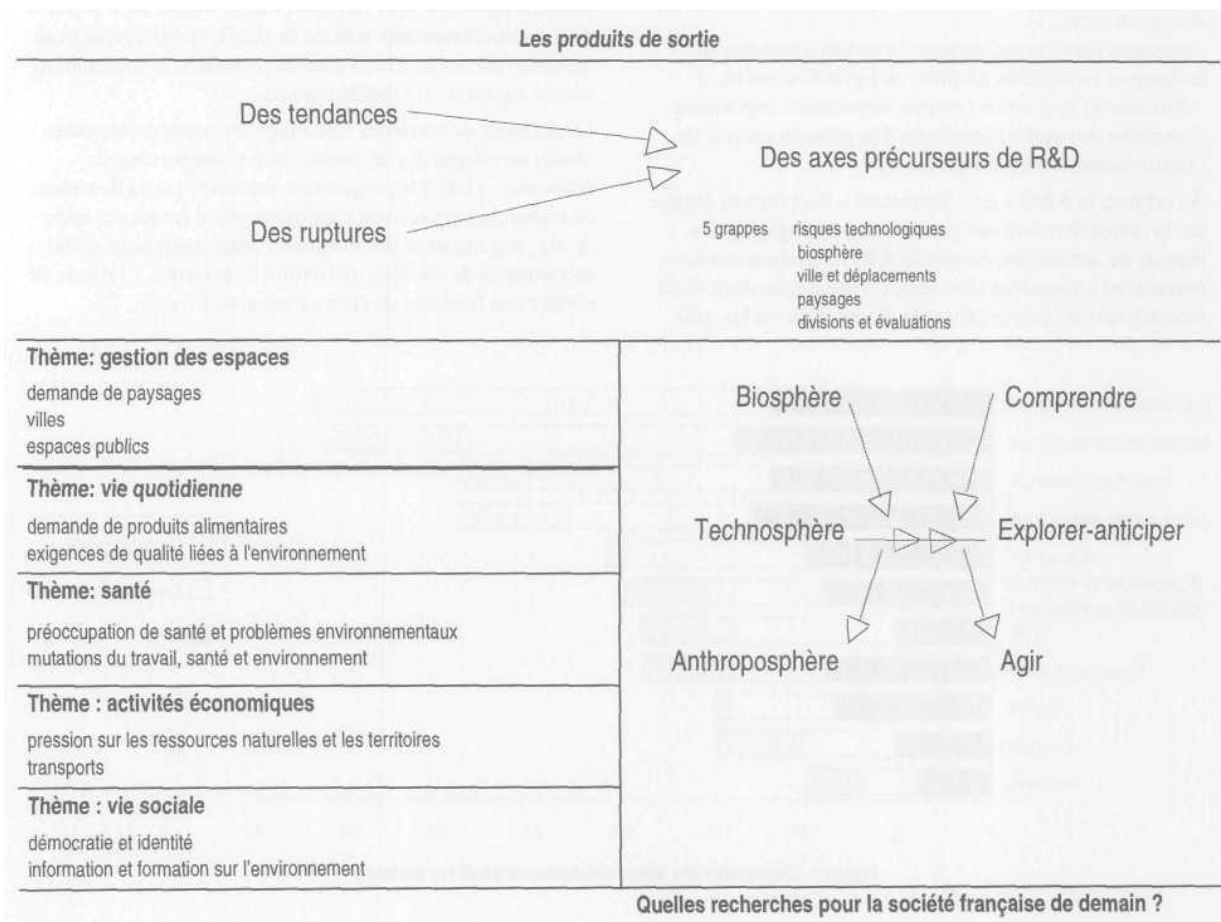 Les produits de sortie
Des tendances
Des ruptures
Des axes précurseurs de R&D
5 grappes risques technologiques
biosphère
ville et déplacements
paysages
divisions et évaluations
Thème: gestion des espaces
demande de paysages
villes
espaces publics
Thème: vie quotidienne
demande de produits alimentaires
exigences de qualité liées à l'environnement
Thème: santé
préoccupation de santé et problèmes environnementaux
mutations du travail, santé et environnement
Thème : activités économiques
pression sur les ressources naturelles et les territoires
transports
Thème : vie sociale
démocratie et identité
information et formation sur l'environnement
Biosphère Comprendre
Technosphère Explorer-anticiper
Anthroposphère Agir
Quelles recherches pour la société française de demain ?